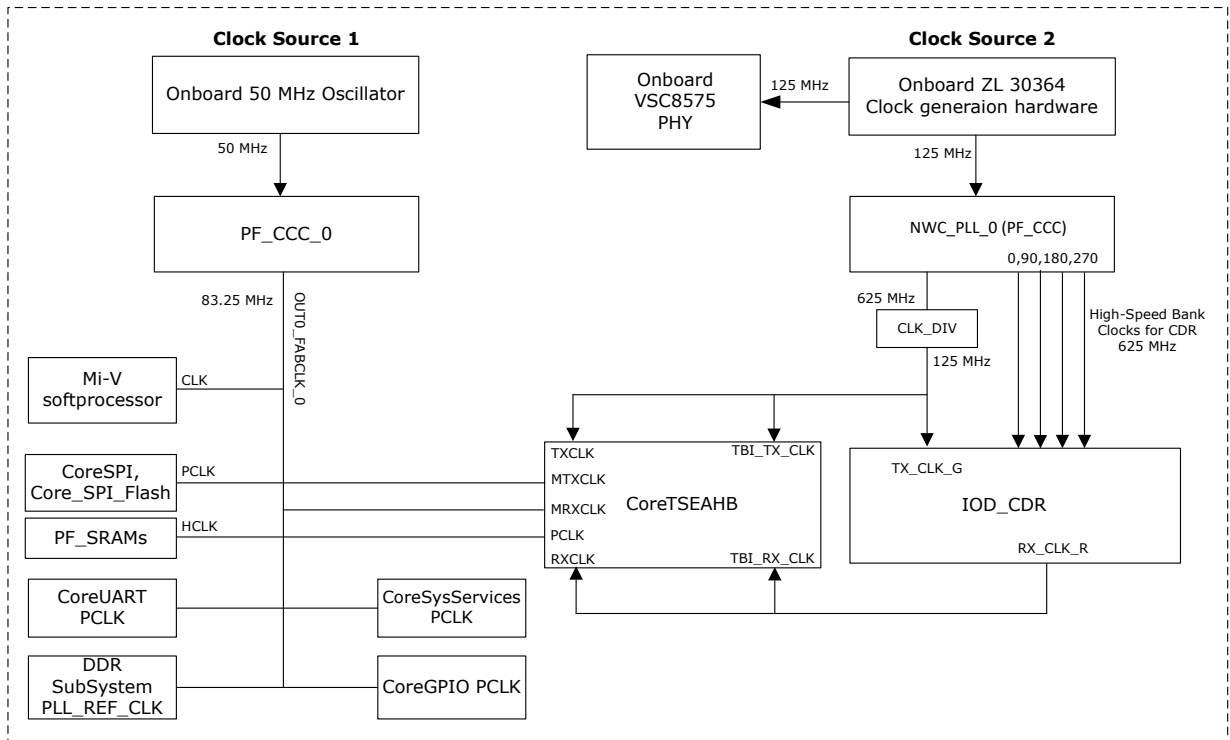 Clock Source 1
Clock Source 2
Onboard 50 MHz Oscillator
Onboard
VSC8575
PHY
125 MHz
Onboard ZL 30364
Clock generaion hardware
50 MHz
125 MHz
PF_CCC_0
NWC_PLL_0 (PF_CCC)
0,90,180,270
83.25 MHz
OUT0_FABCLK_0
625 MHz
CLK_DIV
125 MHz
High-Speed Bank
Clocks for CDR
625 MHz
Mi-V
softprocessor
CLK
CoreSPI,
Core_SPI_Flash
PCLK
PF_SRAMs
HCLK
TXCLK
TBI_TX_CLK
MTXCLK
MRXCLK
CoreTSEAHB
PCLK
RXCLK
TBI_RX_CLK
TX_CLK_G
IOD_CDR
RX_CLK_R
CoreUART
PCLK
CoreSysServices
PCLK
DDR
SubSystem
PLL_REF_CLK
CoreGPIO PCLK